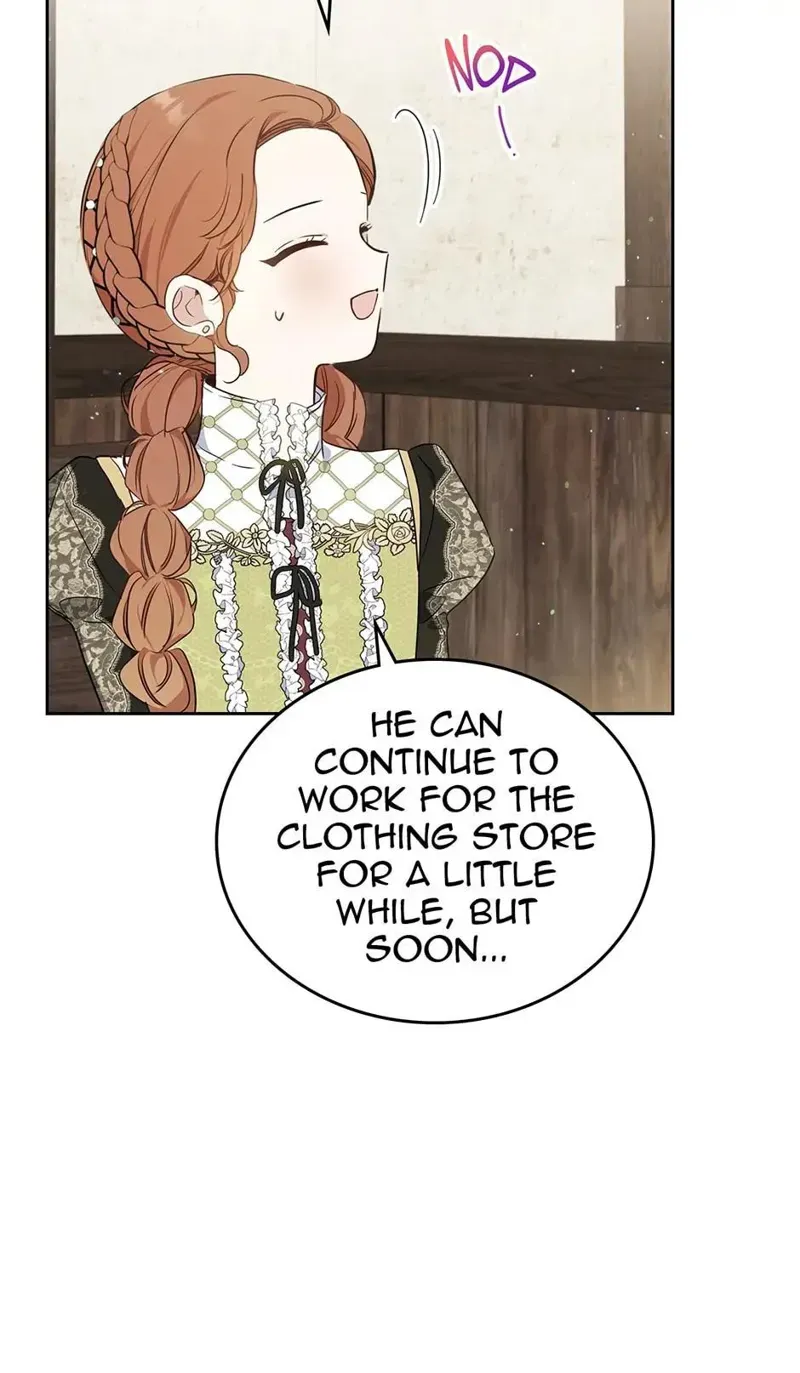 NOD
HE CAN
CONTINUE TO
WORK FOR THE
CLOTHING STORE
FOR A LITTLE
WHILE, BUT
SOON...